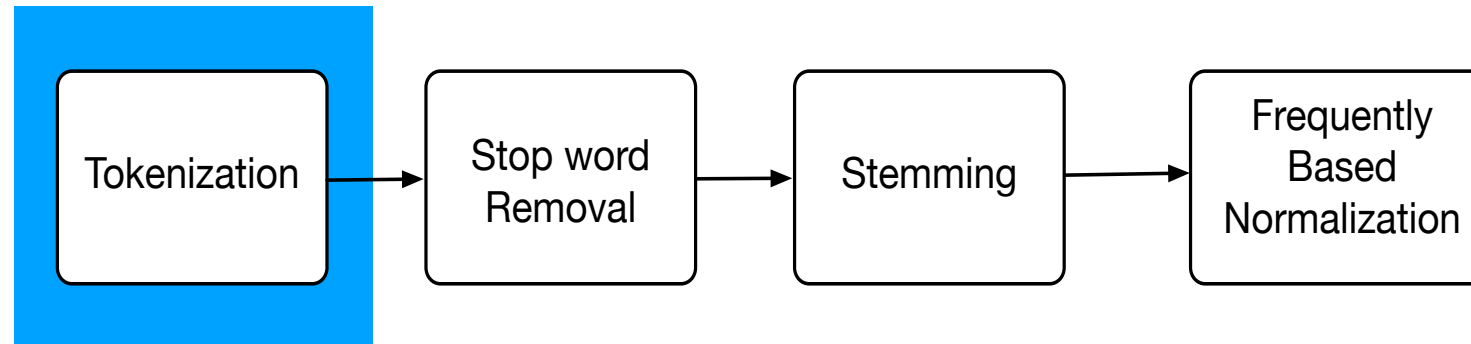 Tokenization
Stop word
Removal
Stemming
Frequently
Based
Normalization